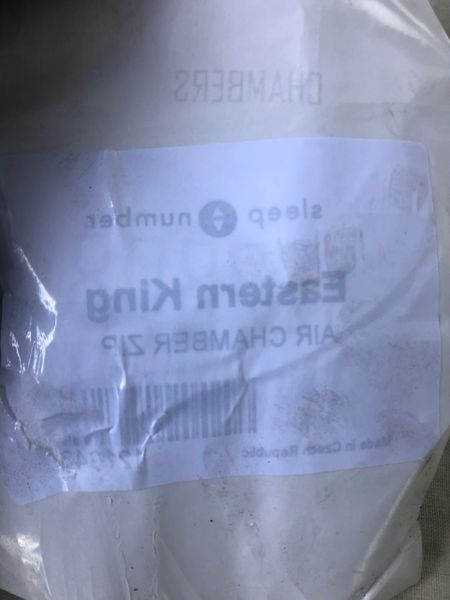 CHAMBERS
sleep number
Eastern King
AIR CHAMBER ZIP
Made in Czech Republic